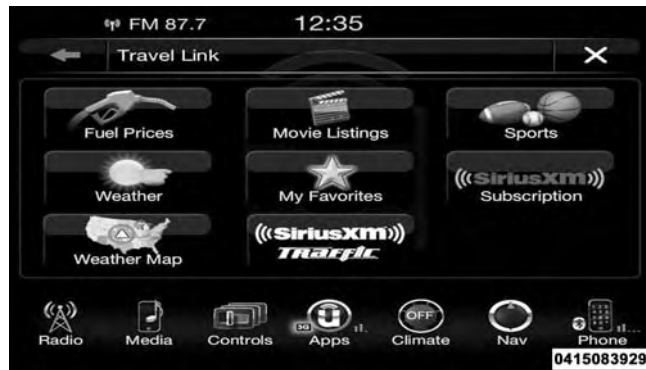 FM 87.7 12:35
Travel Link
Fuel Prices Movie Listings Sports
Weather My Favorites ((SiriusXM)) Subscription
Weather Map ((SiriusXM)) Traffic
3G OFF
Radio Media Controls Apps Climate Nav Phone
0415083929